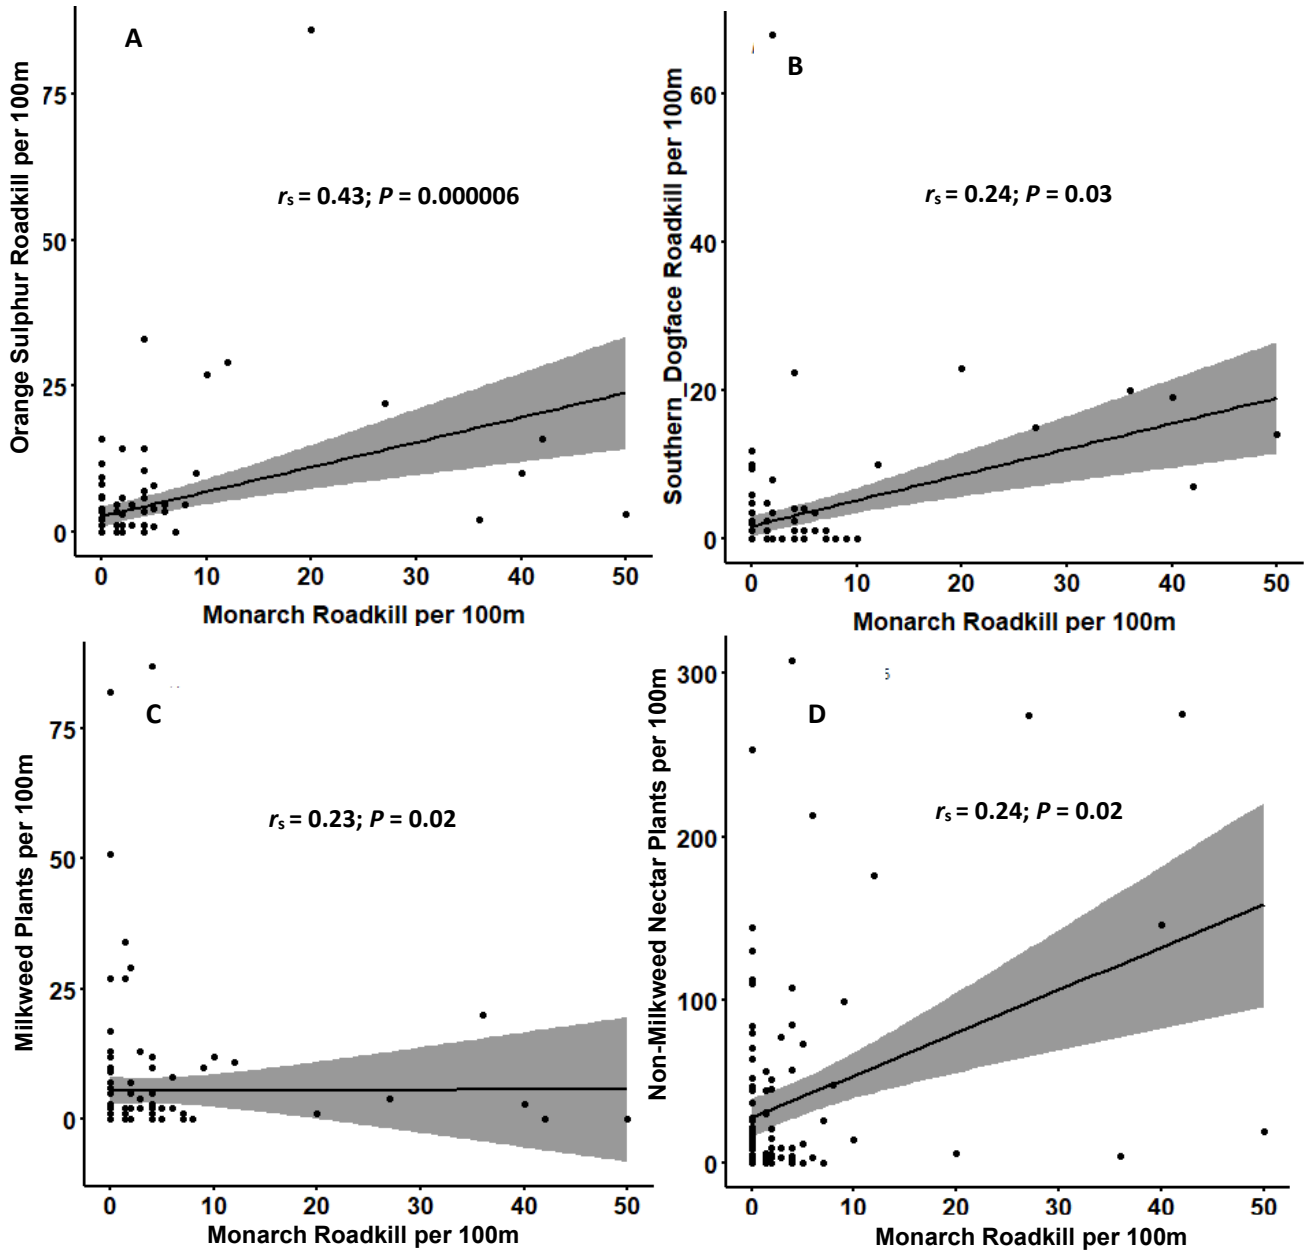 A
Orange Sulphur Roadkill per 100m
75
50
25
0
rs = 0.43; P = 0.000006
0 10 20 30 40 50
Monarch Roadkill per 100m
B
Southern_Dogface Roadkill per 100m
60
40
20
0
rs = 0.24; P = 0.03
0 10 20 30 40 50
Monarch Roadkill per 100m
C
Milkweed Plants per 100m
75
50
25
0
rs = 0.23; P = 0.02
0 10 20 30 40 50
Monarch Roadkill per 100m
5
D
Non-Milkweed Nectar Plants per 100m
300
200
100
0
rs = 0.24; P = 0.02
0 10 20 30 40 50
Monarch Roadkill per 100m